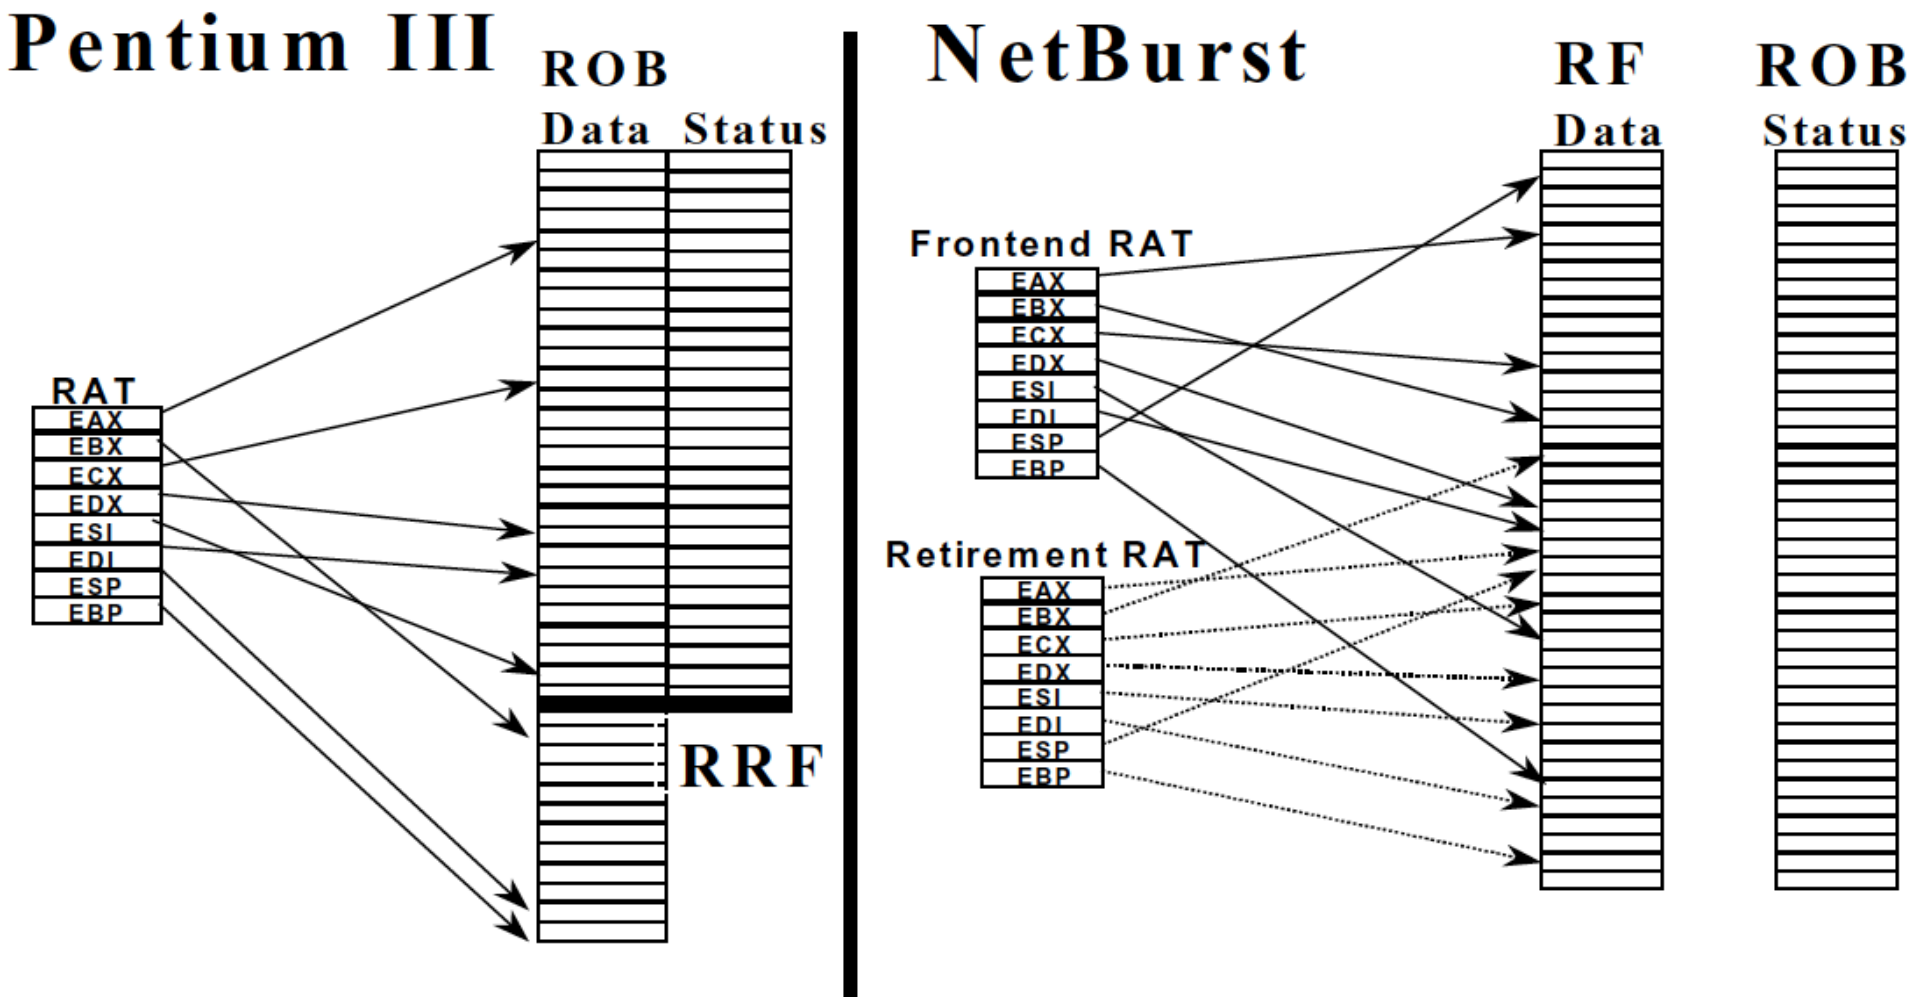 Pentium III
ROB
Data Status
RAT
EAX
EBX
ECX
EDX
ESI
EDI
ESP
EBP
RRF
NetBurst
RF
ROB
Data
Status
Frontend RAT
EAX
EBX
ECX
EDX
ESI
EDI
ESP
EBP
Retirement RAT
EAX
EBX
ECX
EDX
ESI
EDI
ESP
EBP